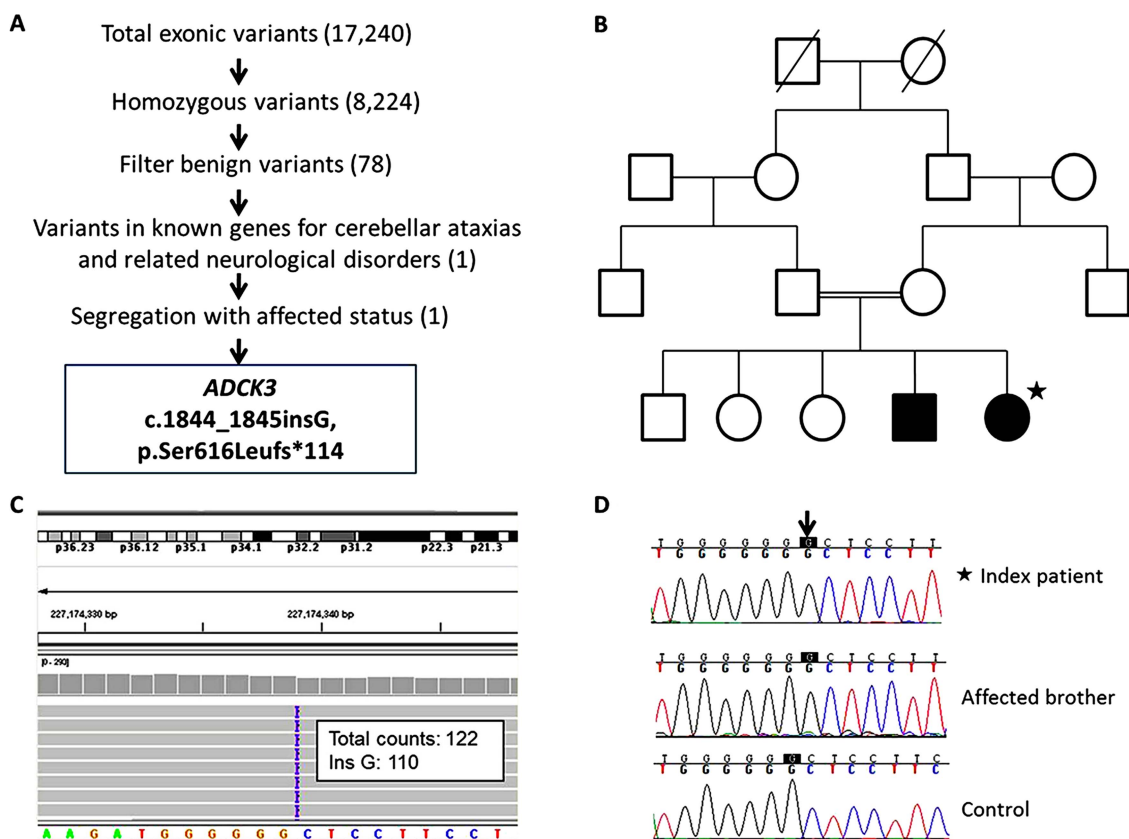 A
Total exonic variants (17,240)
Homozygous variants (8,224)
Filter benign variants (78)
Variants in known genes for cerebellar ataxias
and related neurological disorders (1)
Segregation with affected status (1)
ADCK3
c.1844_1845insG,
p.Ser616Leufs*114
B
C
p36.23 p36.12 p35.1 p34.1 p32.2 p31.2 p22.3 p21.3
227,174,330 bp 227,174,340 bp
[0 - 290]
Total counts: 122
Ins G: 110
A A G A T G G G G G G C T C C T T C C T
D
T G G G G G G G C T C C T T
T G G G G G G G C T C C T T
★ Index patient
T G G G G G G G C T C C T T
T G G G G G G G C T C C T T
Affected brother
T G G G G G G C T C C T T C
T G G G G G G C T C C T T C
Control